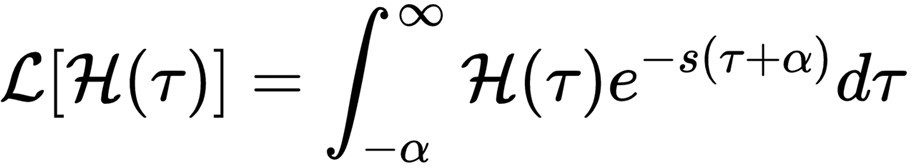 𝓛[𝓗(τ)] = ∫_{-α}^{∞} 𝓗(τ)e^{-s(τ+α)}dτ